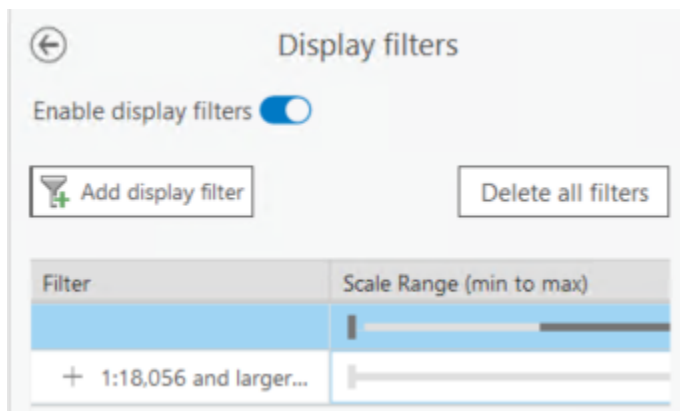 Display filters
Enable display filters
Add display filter
Delete all filters
Filter
Scale Range (min to max)
1:18,056 and larger...